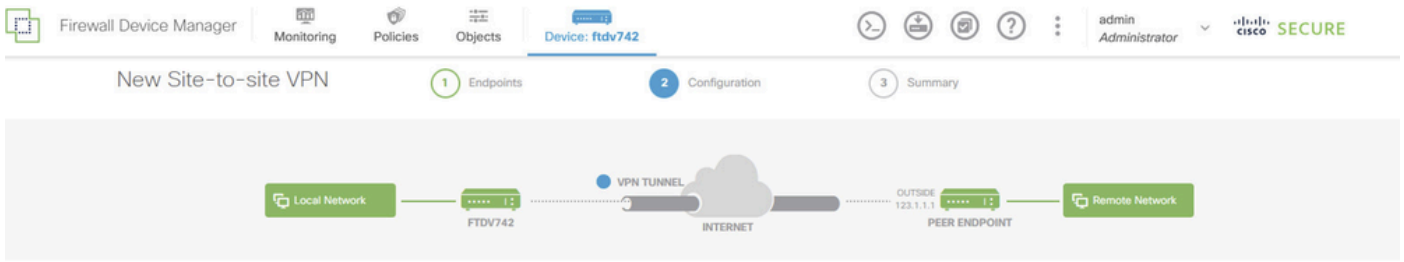 Firewall Device Manager
Monitoring
Policies
Objects
Device: ftdv742
admin
Administrator
CISCO SECURE
New Site-to-site VPN
1 Endpoints
2 Configuration
3 Summary
VPN TUNNEL
Local Network
FTDV742
INTERNET
OUTSIDE
123.1.1.1
PEER ENDPOINT
Remote Network